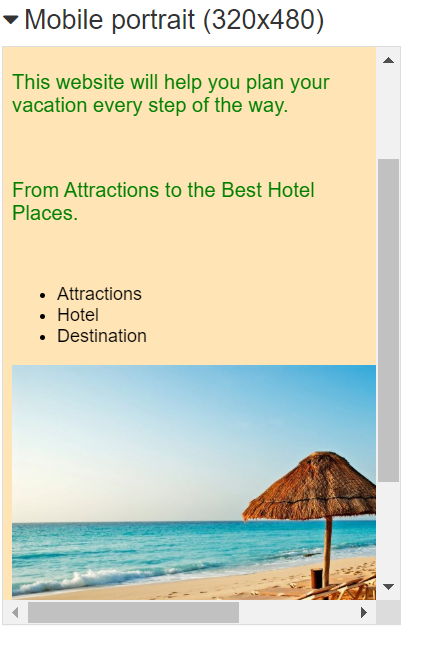 Mobile portrait (320x480)
This website will help you plan your
vacation every step of the way.
From Attractions to the Best Hotel
Places.
Attractions
Hotel
Destination